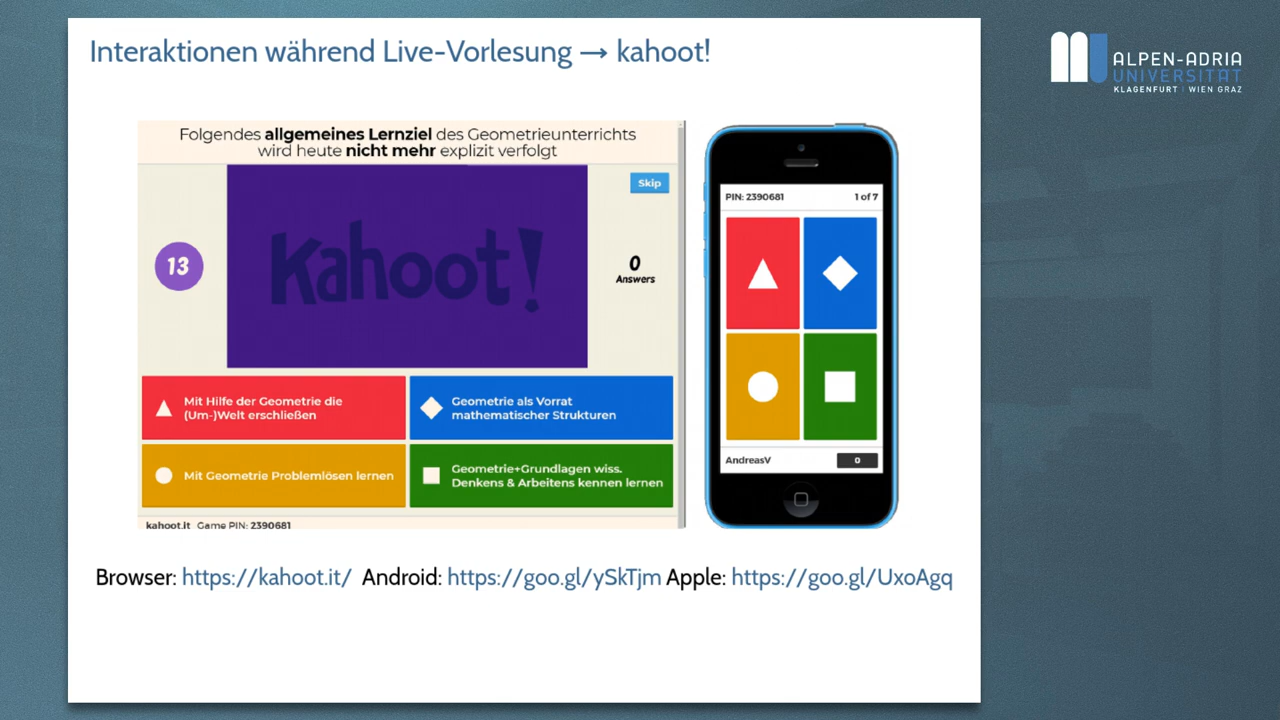 Interaktionen während Live-Vorlesung → kahoot!
ALPEN-ADRIA
UNIVERSITÄT
KLAGENFURT | WIEN GRAZ
Folgendes allgemeines Lernziel des Geometrieunterrichts
wird heute nicht mehr explizit verfolgt
Skip
13
Kahoot!
0
Answers
Mit Hilfe der Geometrie die
(Um-)Welt erschließen
Geometrie als Vorrat
mathematischer Strukturen
Mit Geometrie Problemlösen lernen
Geometrie+Grundlagen wiss.
Denkens & Arbeitens kennen lernen
kahoot.it Game PIN: 2390681
PIN: 2390681 1 of 7
AndreasV 0
Browser: https://kahoot.it/ Android: https://goo.gl/ySkTjm Apple: https://goo.gl/UxoAgq